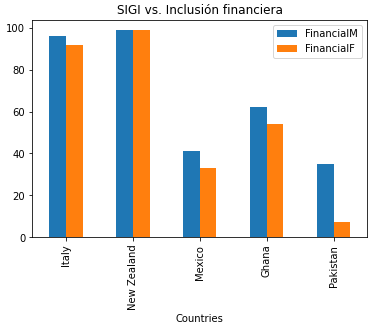 SIGI vs. Inclusión financiera
FinancialM
FinancialF
100
80
60
40
20
0
Italy
New Zealand
Mexico
Ghana
Pakistan
Countries